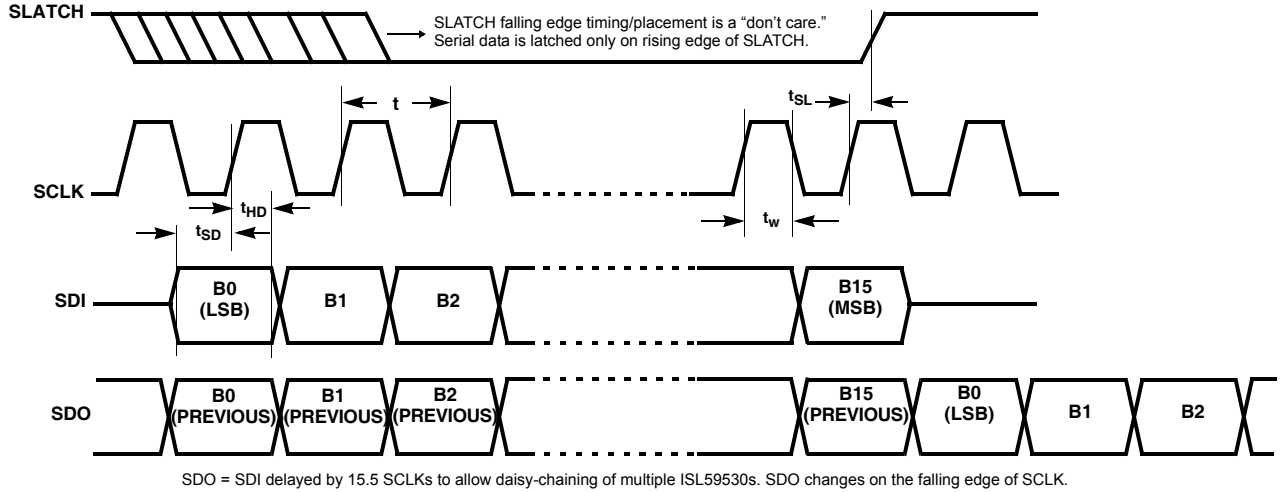 SLATCH
SLATCH falling edge timing/placement is a “don’t care.”
Serial data is latched only on rising edge of SLATCH.
t
tSL
SCLK
tHD
tSD
tw
SDI
B0
(LSB)
B1
B2
B15
(MSB)
SDO
B0
(PREVIOUS)
B1
(PREVIOUS)
B2
(PREVIOUS)
B15
(PREVIOUS)
B0
(LSB)
B1
B2
SDO = SDI delayed by 15.5 SCLKs to allow daisy-chaining of multiple ISL59530s. SDO changes on the falling edge of SCLK.